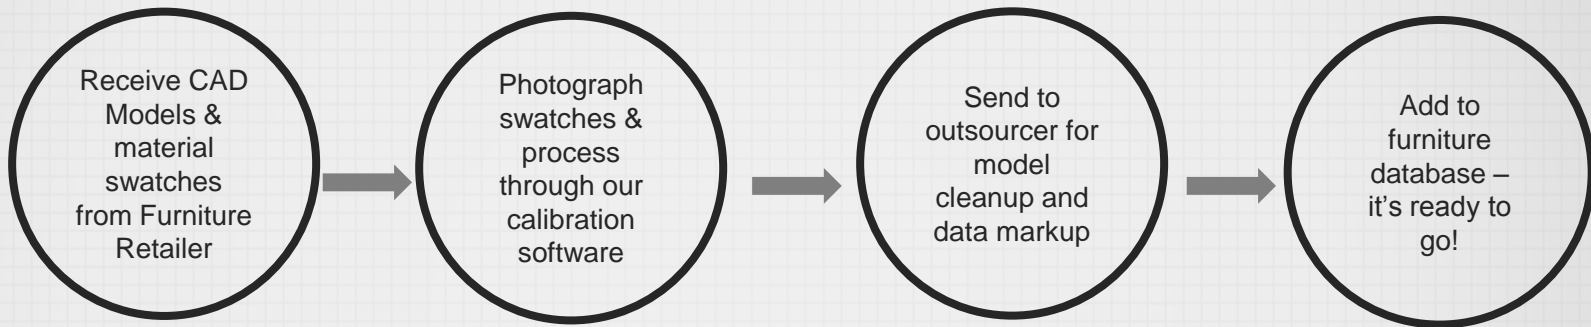 Receive CAD
Models &
material
swatches
from Furniture
Retailer
Photograph
swatches &
process
through our
calibration
software
Send to
outsourcer for
model
cleanup and
data markup
Add to
furniture
database –
it’s ready to
go!